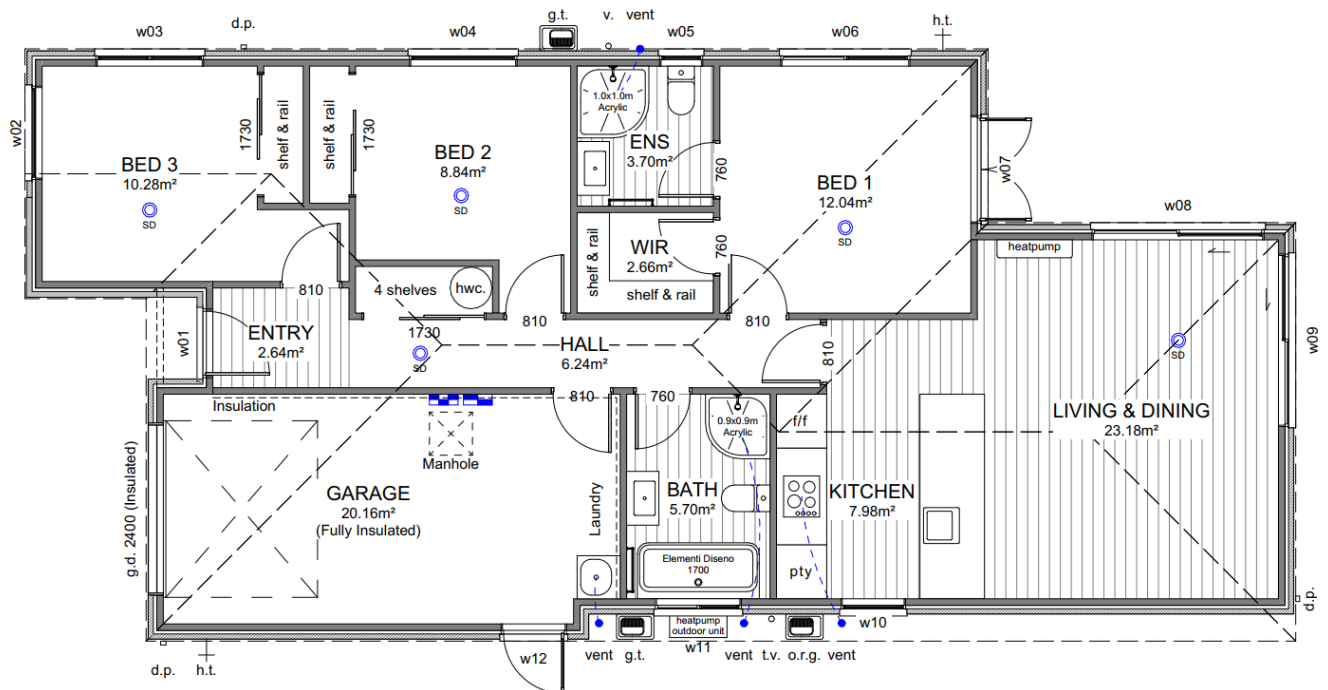 g.t.
v.
vent
h.t.
d.p.
w03
w04
w05
w06
w02
1730
shelf & rail
shelf & rail
1730
1.0x1.0m
Acrylic
BED 3
10.28m²
SD
BED 2
8.84m²
SD
ENS
3.70m²
760
BED 1
12.04m²
SD
w07
w08
heatpump
shelf & rail
WIR
2.66m²
760
shelf & rail
810
4 shelves
hwc.
810
810
w01
ENTRY
2.64m²
1730
SD
HALL
6.24m²
810
SD
w09
Insulation
810
760
0.9x0.9m
Acrylic
f/f
LIVING & DINING
23.18m²
Manhole
g.d. 2400 (Insulated)
GARAGE
20.16m²
(Fully Insulated)
Laundry
BATH
5.70m²
KITCHEN
7.98m²
Elementi Diseno
1700
pty
d.p.
heatpump
outdoor unit
w10
w11
w12
d.p.
h.t.
vent
g.t.
vent
t.v.
o.r.g.
vent